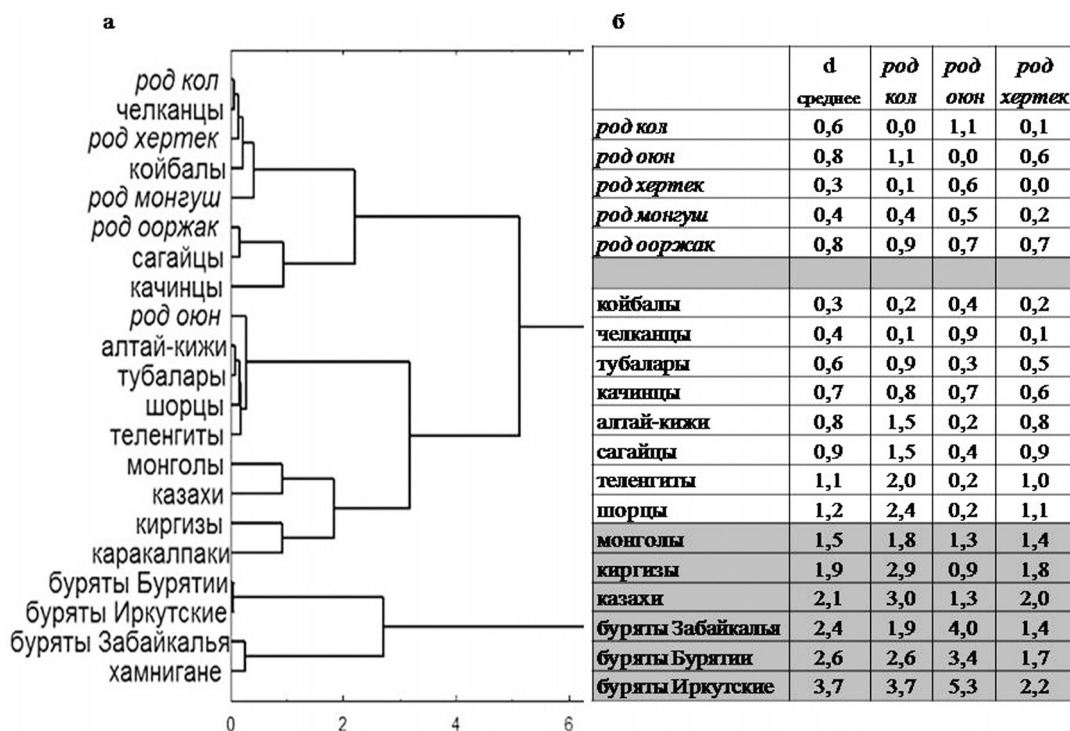 а
род кол
челканцы
род хертек
койбалы
род монгуш
род ооржак
сагайцы
качинцы
род оюн
алтай-кижи
тубалары
шорцы
теленгиты
монголы
казахи
киргизы
каракалпаки
буряты Бурятии
буряты Иркутские
буряты Забайкалья
хамнигане
0 2 4 6
б
d род род род
среднее кол оюн хертек
род кол 0,6 0,0 1,1 0,1
род оюн 0,8 1,1 0,0 0,6
род хертек 0,3 0,1 0,6 0,0
род монгуш 0,4 0,4 0,5 0,2
род ооржак 0,8 0,9 0,7 0,7
койбалы 0,3 0,2 0,4 0,2
челканцы 0,4 0,1 0,9 0,1
тубалары 0,6 0,9 0,3 0,5
качинцы 0,7 0,8 0,7 0,6
алтай-кижи 0,8 1,5 0,2 0,8
сагайцы 0,9 1,5 0,4 0,9
теленгиты 1,1 2,0 0,2 1,0
шорцы 1,2 2,4 0,2 1,1
монголы 1,5 1,8 1,3 1,4
киргизы 1,9 2,9 0,9 1,8
казахи 2,1 3,0 1,3 2,0
буряты Забайкалья 2,4 1,9 4,0 1,4
буряты Бурятии 2,6 2,6 3,4 1,7
буряты Иркутские 3,7 3,7 5,3 2,2